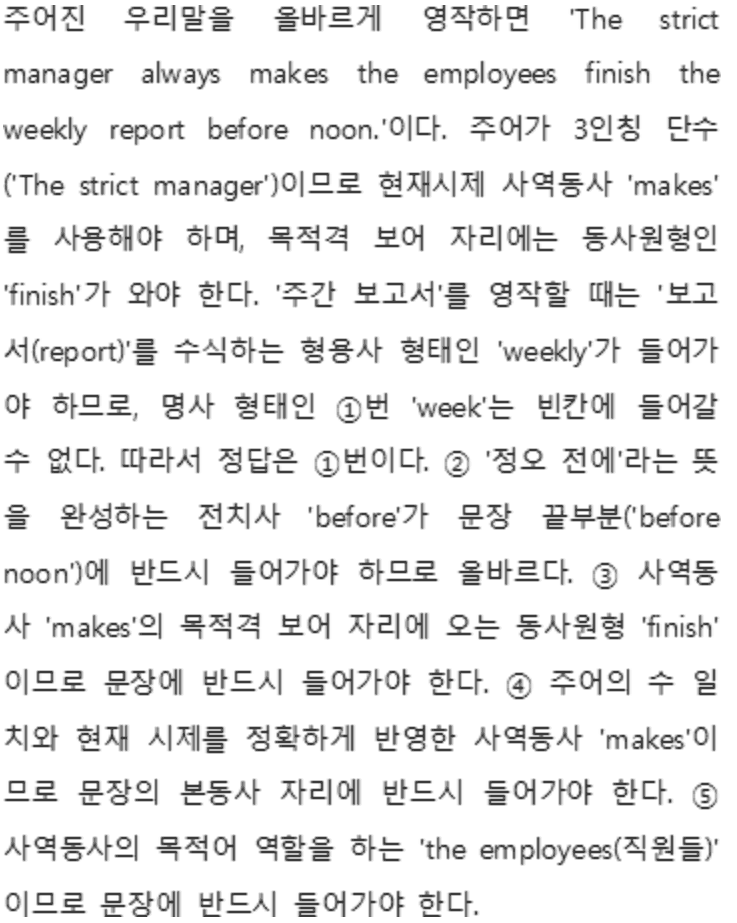 주어진 우리말을 올바르게 영작하면 'The strict
manager always makes the employees finish the
weekly report before noon.'이다. 주어가 3인칭 단수
('The strict manager')이므로 현재시제 사역동사 'makes'
를 사용해야 하며, 목적격 보어 자리에는 동사원형인
'finish'가 와야 한다. '주간 보고서'를 영작할 때는 '보고
서(report)'를 수식하는 형용사 형태인 'weekly'가 들어가
야 하므로, 명사 형태인 ①번 'week'는 빈칸에 들어갈
수 없다. 따라서 정답은 ①번이다. ② '정오 전에'라는 뜻
을 완성하는 전치사 'before'가 문장 끝부분('before
noon')에 반드시 들어가야 하므로 올바르다. ③ 사역동
사 'makes'의 목적격 보어 자리에 오는 동사원형 'finish'
이므로 문장에 반드시 들어가야 한다. ④ 주어의 수 일
치와 현재 시제를 정확하게 반영한 사역동사 'makes'이
므로 문장의 본동사 자리에 반드시 들어가야 한다. ⑤
사역동사의 목적어 역할을 하는 'the employees(직원들)'
이므로 문장에 반드시 들어가야 한다.